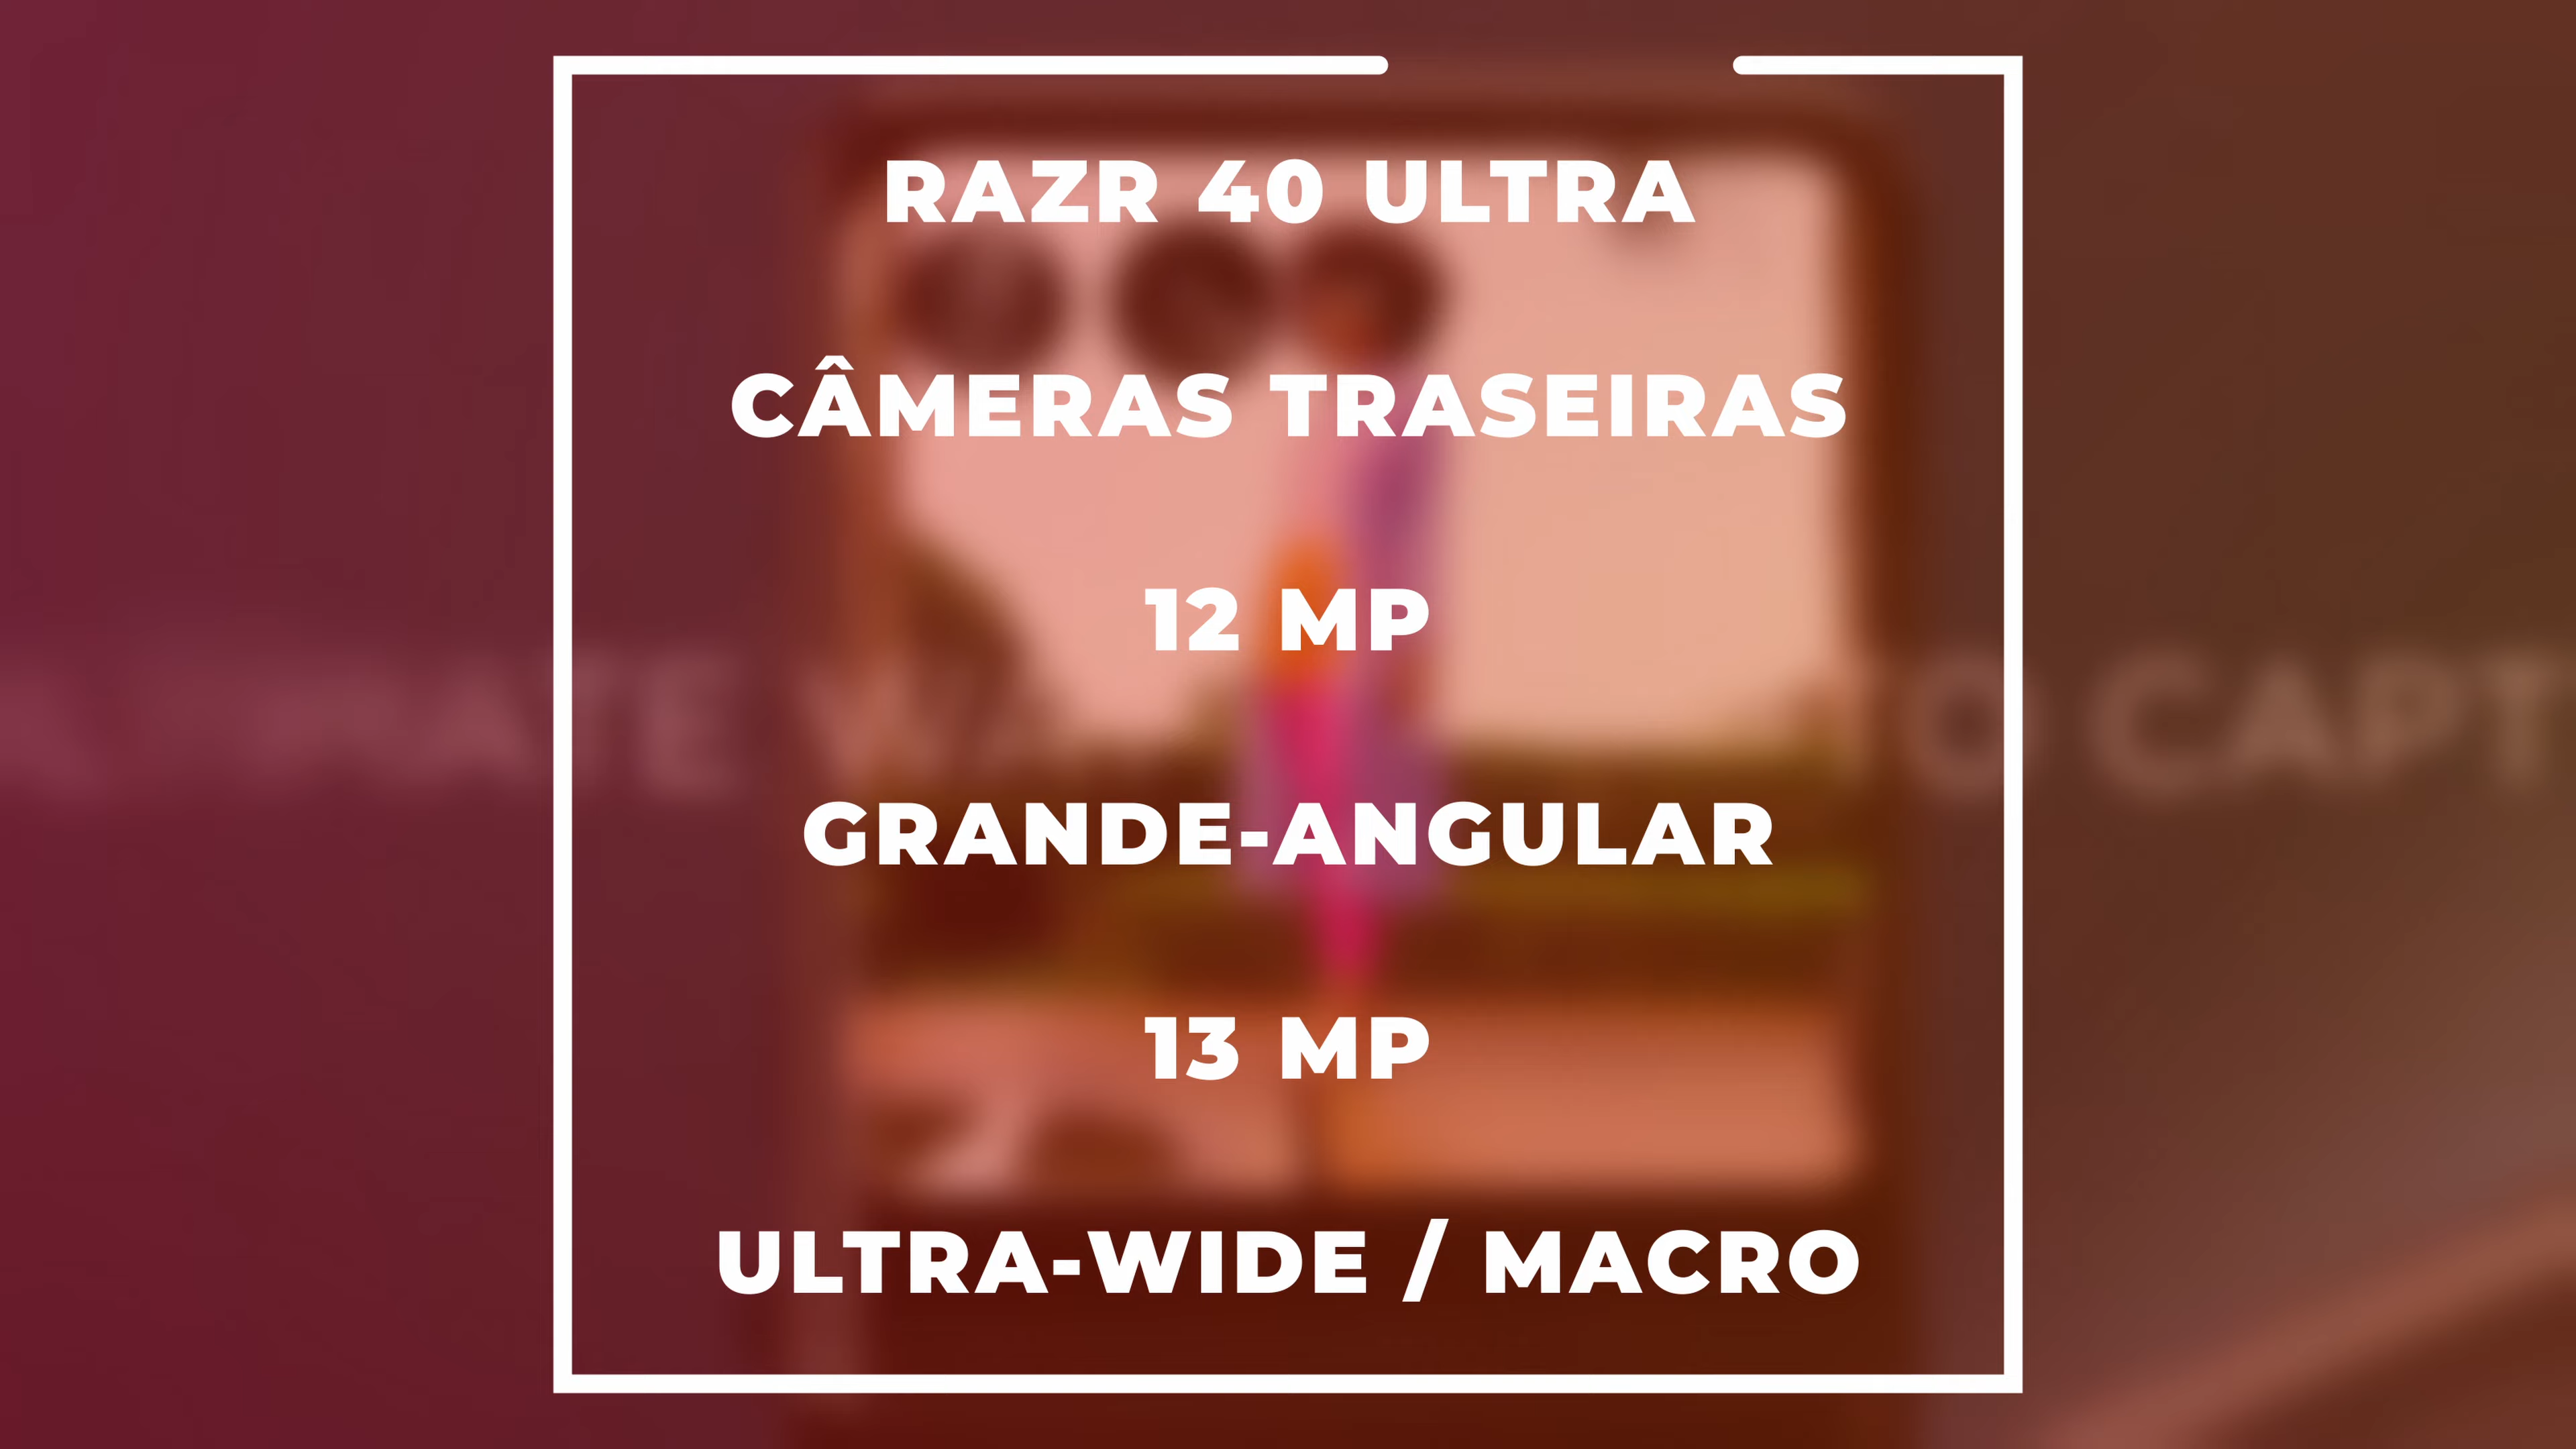 RAZR 40 ULTRA
CÂMERAS TRASEIRAS
12 MP
GRANDE-ANGULAR
13 MP
ULTRA-WIDE / MACRO